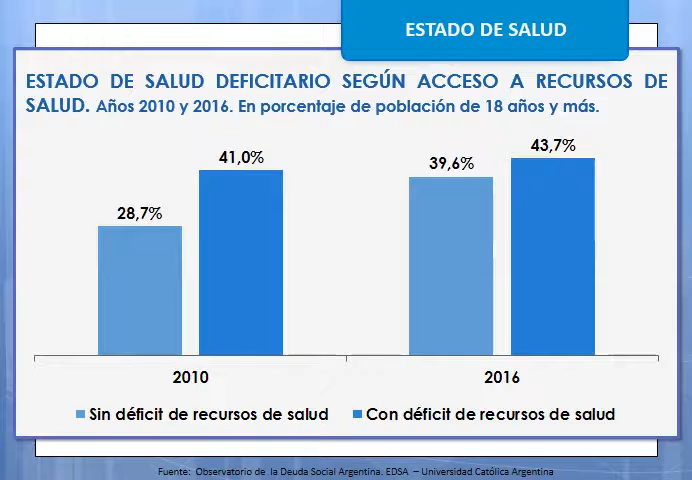 ESTADO DE SALUD
ESTADO DE SALUD DEFICITARIO SEGÚN ACCESO A RECURSOS DE
SALUD. Años 2010 y 2016. En porcentaje de población de 18 años y más.
28,7%
41,0%
39,6%
43,7%
2010
2016
Sin déficit de recursos de salud
Con déficit de recursos de salud
Fuente: Observatorio de la Deuda Social Argentina. EDSA – Universidad Católica Argentina